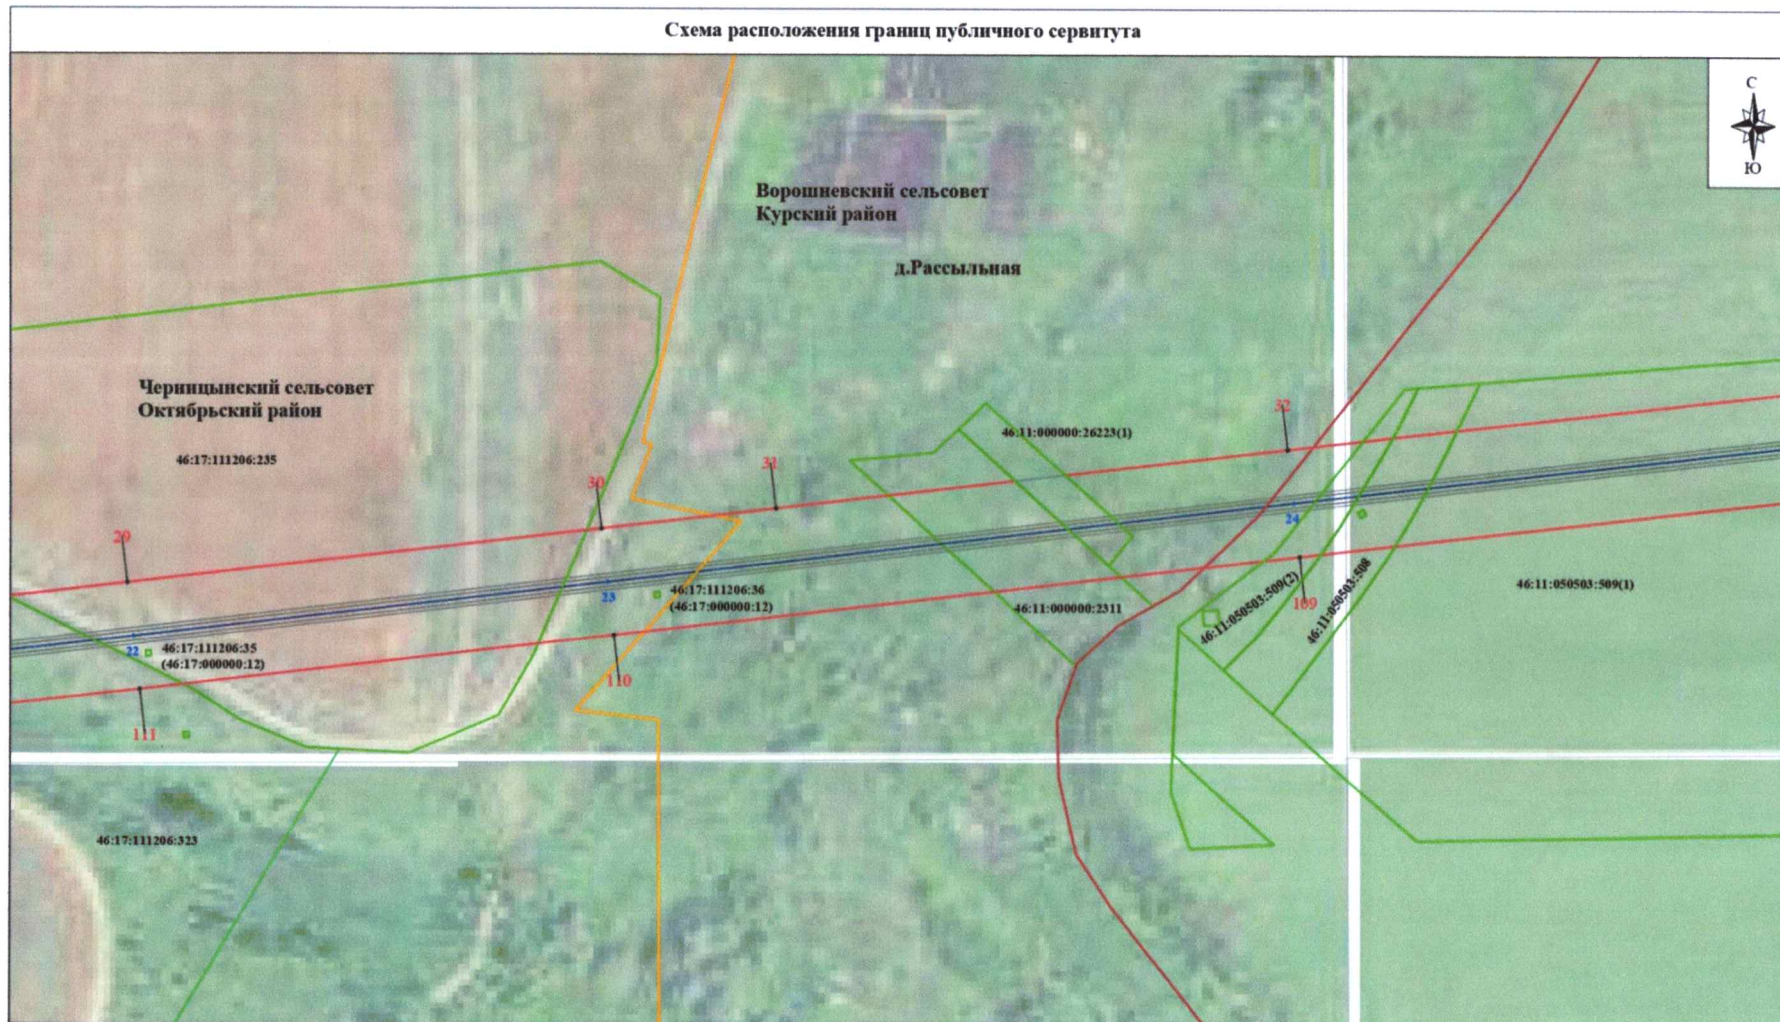 Схема расположения границ публичного сервитута
С
Ю
Ворошневский сельсовет
Курский район
д.Рассыльная
Черницынский сельсовет
Октябрьский район
46:17:111206:235
32
46:11:000000:26223(1)
31
30
29
24
46:11:050503:509(1)
46:11:050503:509(2)
46:11:050503:508
109
46:11:000000:2311
23
46:17:111206:36
(46:17:000000:12)
22
46:17:111206:35
(46:17:000000:12)
110
111
46:17:111206:323